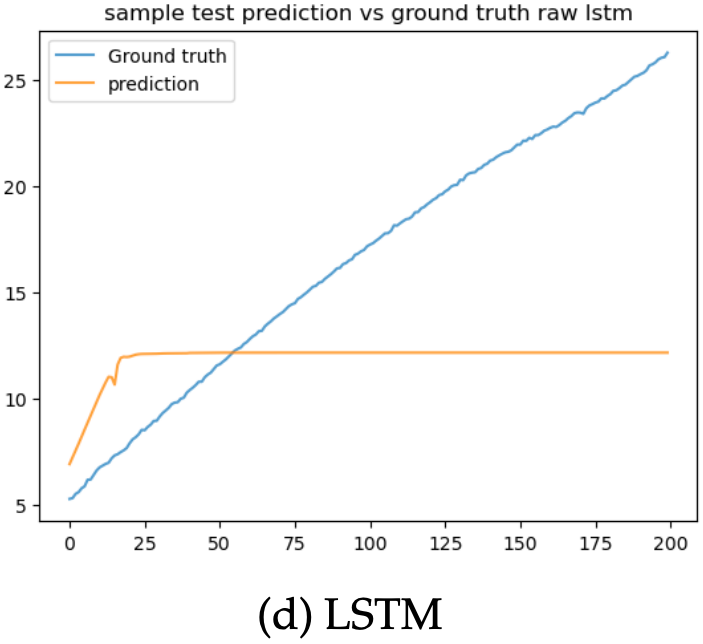 sample test prediction vs ground truth raw lstm
Ground truth
prediction
25
20
15
10
5
0 25 50 75 100 125 150 175 200
(d) LSTM